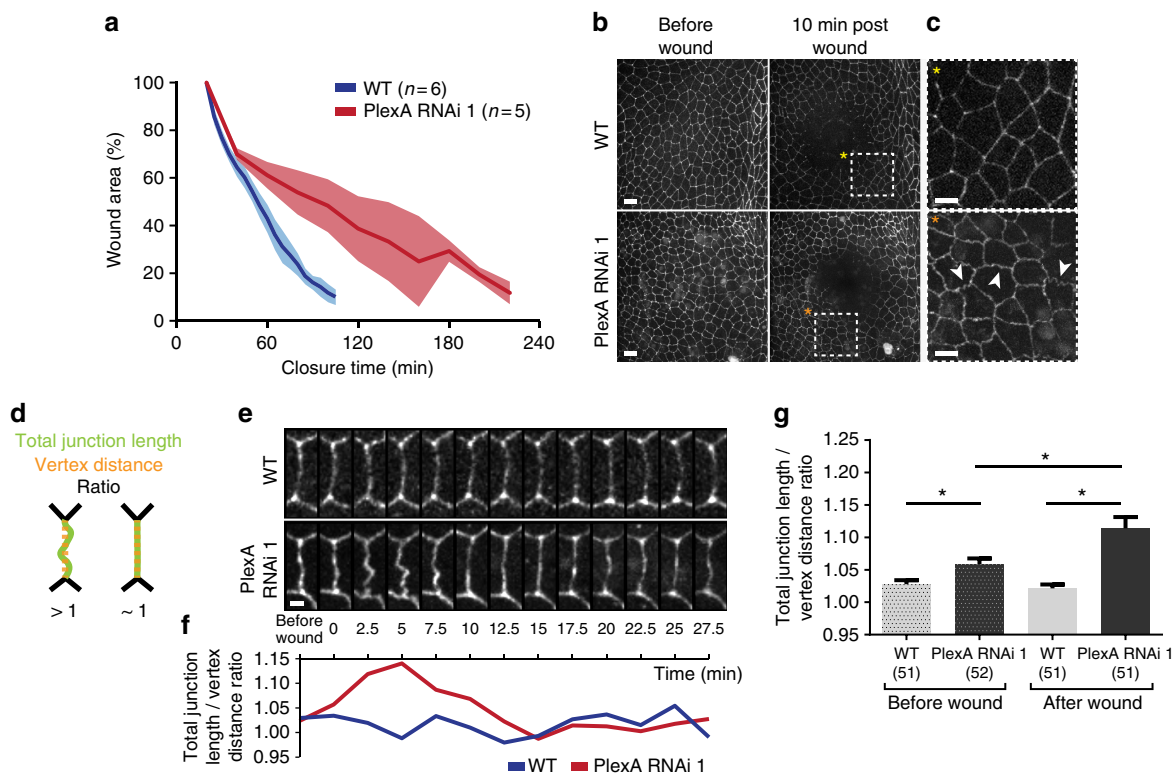 a
100
80
60
40
20
0
Wound area (%)
0 60 120 180 240
Closure time (min)
WT (n=6)
PlexA RNAi 1 (n=5)
b
Before wound
10 min post wound
WT
PlexA RNAi 1
*
*
c
*
*
d
Total junction length
Vertex distance
Ratio
> 1 ~ 1
e
WT
PlexA RNAi 1
Before wound 0 2.5 5 7.5 10 12.5 15 17.5 20 22.5 25 27.5
f
Time (min)
1.15
1.10
1.05
1.00
0.95
Total junction length / vertex distance ratio
WT PlexA RNAi 1
g
1.25
1.20
1.15
1.10
1.05
1.00
0.95
Total junction length / vertex distance ratio
*
*
*
WT (51)
PlexA RNAi 1 (52)
WT (51)
PlexA RNAi 1 (51)
Before wound
After wound